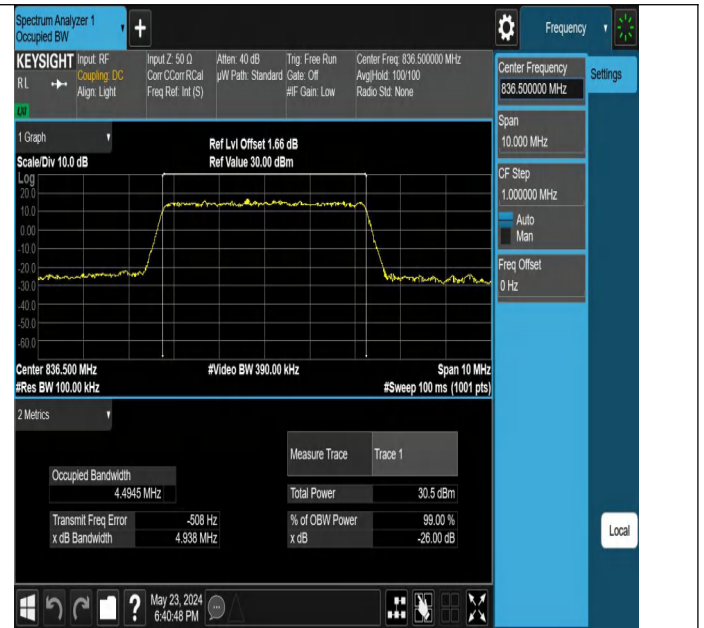 Spectrum Analyzer 1
Occupied BW
+
Frequency
KEYSIGHT
RL
LXI
Input: RF
Coupling: DC
Align: Light
Input Z: 50 Ω
Corr CCorr RCal
Freq Ref: Int (S)
Atten: 40 dB
µW Path: Standard
Trig: Free Run
Gate: Off
#IF Gain: Low
Center Freq: 836.500000 MHz
Avg|Hold: 100/100
Radio Std: None
Center Frequency
836.500000 MHz
Settings
Span
10.000 MHz
CF Step
1.000000 MHz
Auto
Man
Freq Offset
0 Hz
Local
1 Graph
Scale/Div 10.0 dB
Ref Lvl Offset 1.66 dB
Ref Value 30.00 dBm
Log
20.0
10.0
0.00
-10.0
-20.0
-30.0
-40.0
-50.0
-60.0
Center 836.500 MHz
#Res BW 100.00 kHz
#Video BW 390.00 kHz
Span 10 MHz
#Sweep 100 ms (1001 pts)
2 Metrics
Measure Trace Trace 1
Occupied Bandwidth
4.4945 MHz
Total Power 30.5 dBm
Transmit Freq Error -508 Hz
% of OBW Power 99.00 %
x dB Bandwidth 4.938 MHz
x dB -26.00 dB
?
May 23, 2024
6:40:48 PM